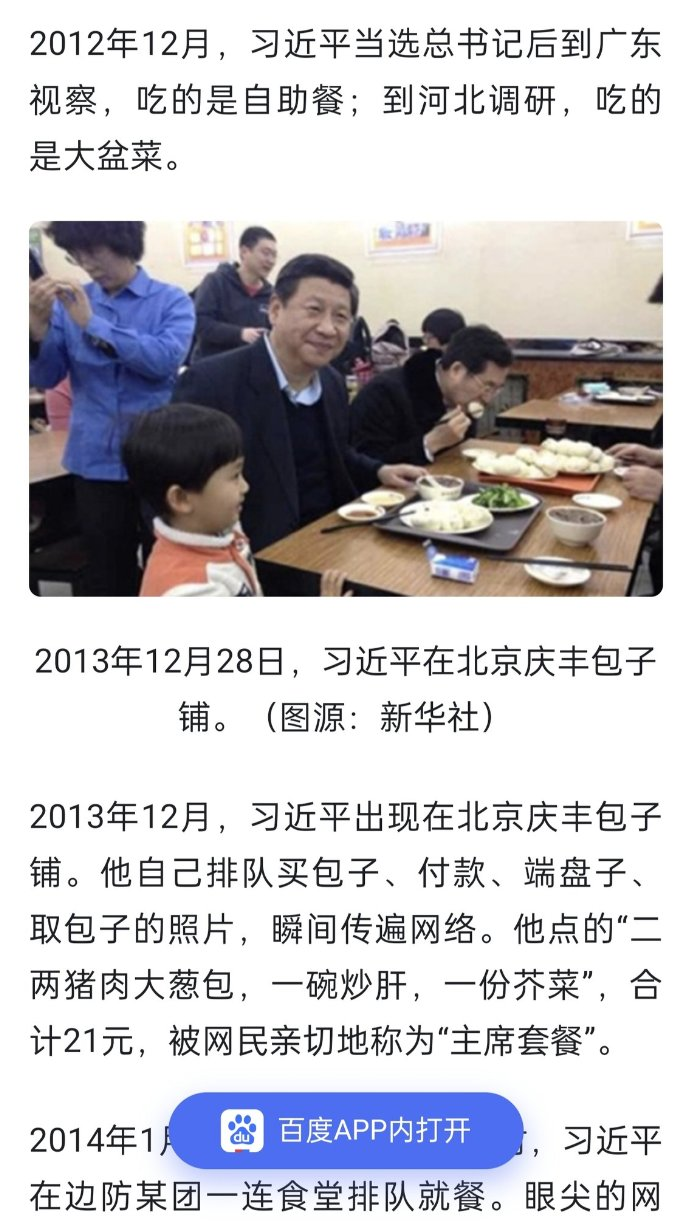 2012年12月，习近平当选总书记后到广东
视察，吃的是自助餐；到河北调研，吃的
是大盆菜。
2013年12月28日，习近平在北京庆丰包子
铺。（图源：新华社）
2013年12月，习近平出现在北京庆丰包子
铺。他自己排队买包子、付款、端盘子、
取包子的照片，瞬间传遍网络。他点的“二
两猪肉大葱包，一碗炒肝，一份芥菜”，合
计21元，被网民亲切地称为“主席套餐”。
du 百度APP内打开
2014年1月，习近平
在边防某团一连食堂排队就餐。眼尖的网